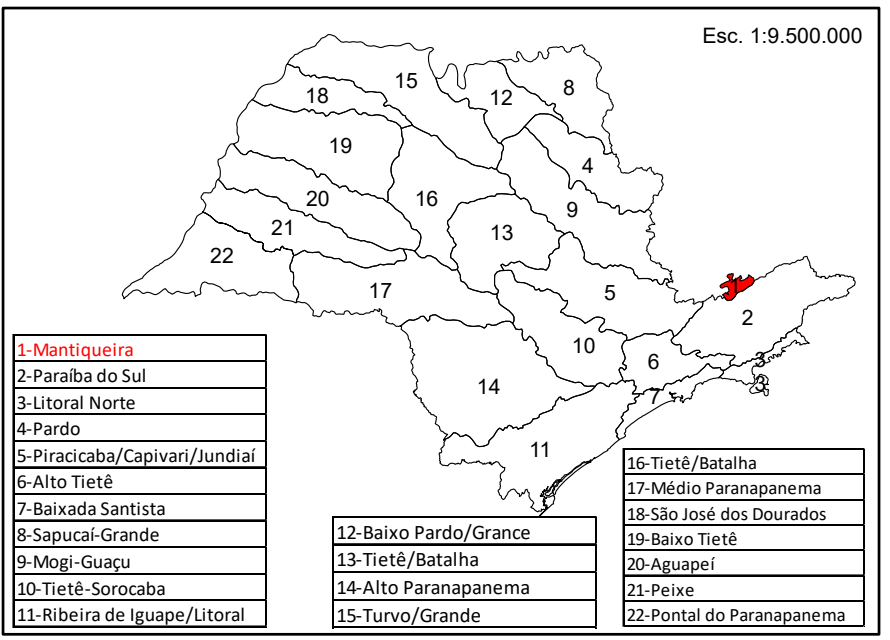 Esc. 1:9.500.000
15
8
18
12
19
4
20
16
9
21
13
22
17
5
1
2
10
6
3
14
3
7
11
1-Mantiqueira
2-Paraíba do Sul
3-Litoral Norte
4-Pardo
5-Piracicaba/Capivari/Jundiaí
6-Alto Tietê
7-Baixada Santista
8-Sapucaí-Grande
9-Mogi-Guaçu
10-Tietê-Sorocaba
11-Ribeira de Iguape/Litoral
12-Baixo Pardo/Grance
13-Tietê/Batalha
14-Alto Paranapanema
15-Turvo/Grande
16-Tietê/Batalha
17-Médio Paranapanema
18-São José dos Dourados
19-Baixo Tietê
20-Aguapeí
21-Peixe
22-Pontal do Paranapanema